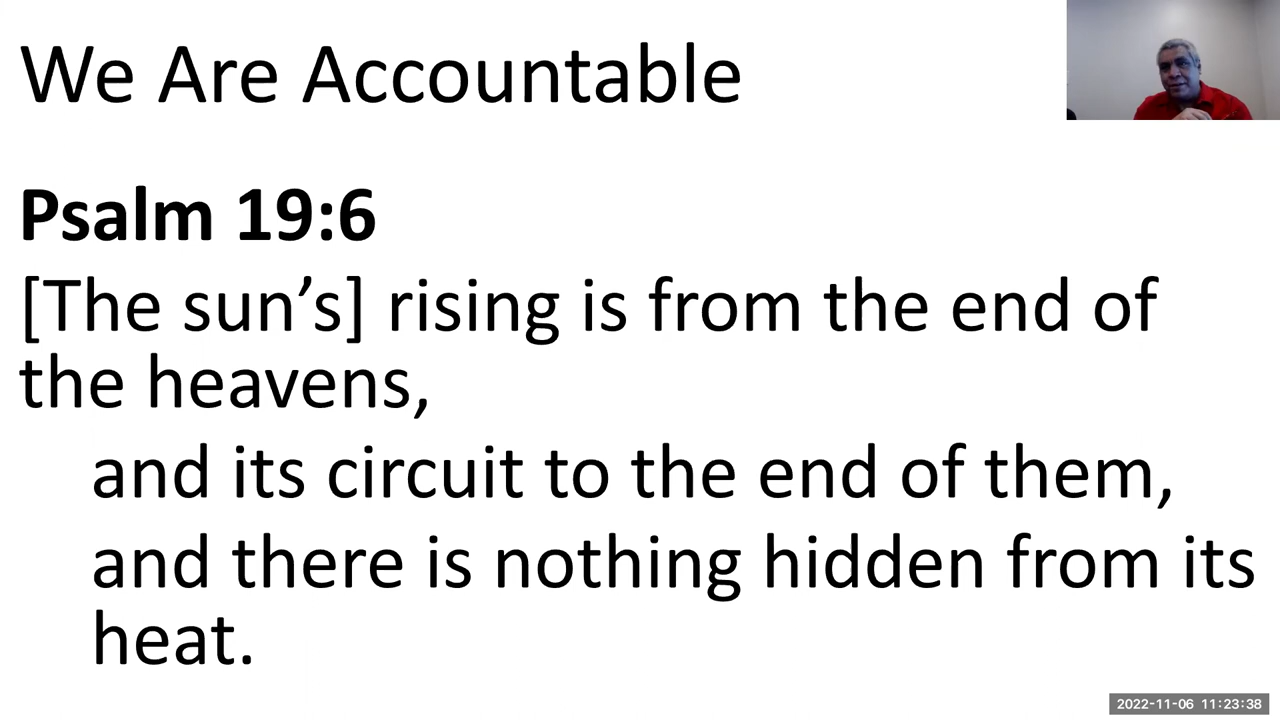 We Are Accountable
Psalm 19:6
[The sun’s] rising is from the end of
the heavens,
and its circuit to the end of them,
and there is nothing hidden from its
heat.
2022-11-06 11:23:38